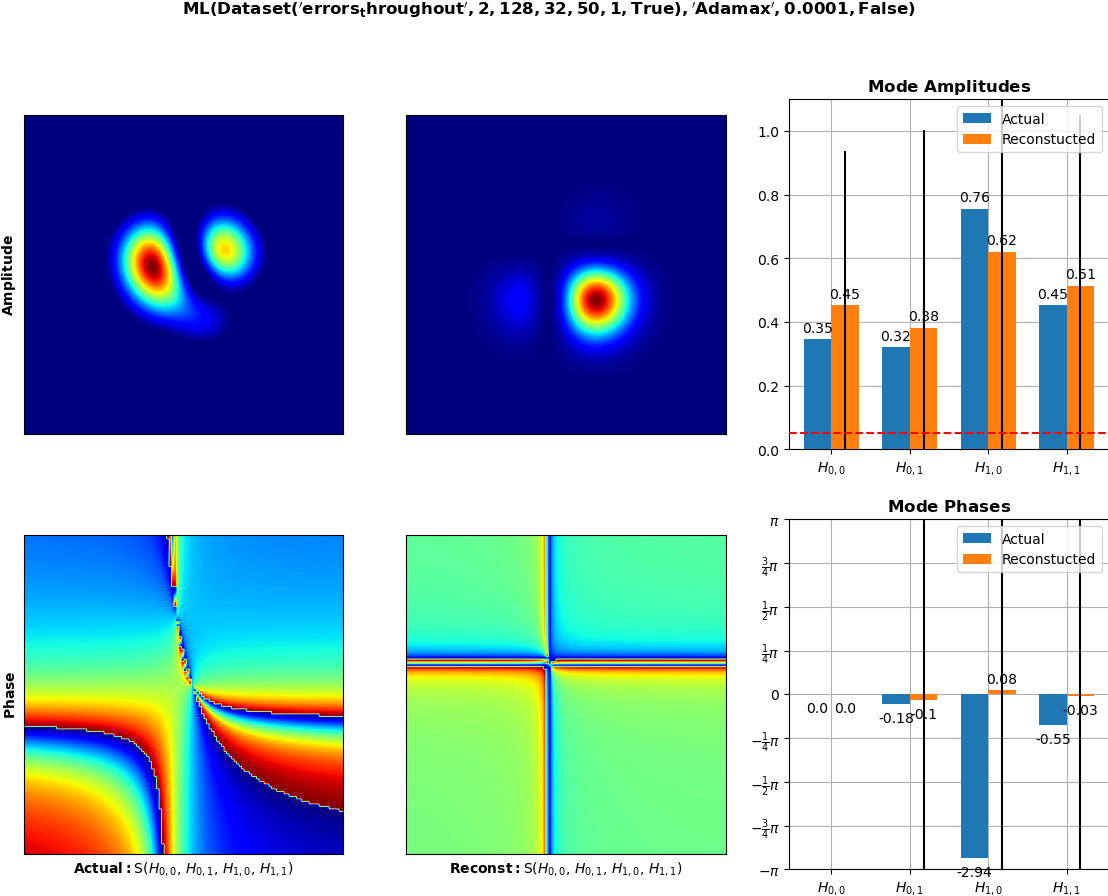 ML(Dataset('errors_throughout', 2, 128, 32, 50, 1, True), 'Adamax', 0.0001, False)
Amplitude
Mode Amplitudes
Actual
Reconstucted
1.0
0.8
0.6
0.4
0.2
0.0
0.35
0.45
0.32
0.38
0.76
0.62
0.45
0.51
H0,0
H0,1
H1,0
H1,1
Phase
Actual: S(H0,0, H0,1, H1,0, H1,1)
Reconst: S(H0,0, H0,1, H1,0, H1,1)
Mode Phases
Actual
Reconstucted
π
3/4π
1/2π
1/4π
0
−1/4π
−1/2π
−3/4π
−π
0.0
0.0
-0.18
-0.1
-2.94
0.08
-0.55
-0.03
H0,0
H0,1
H1,0
H1,1